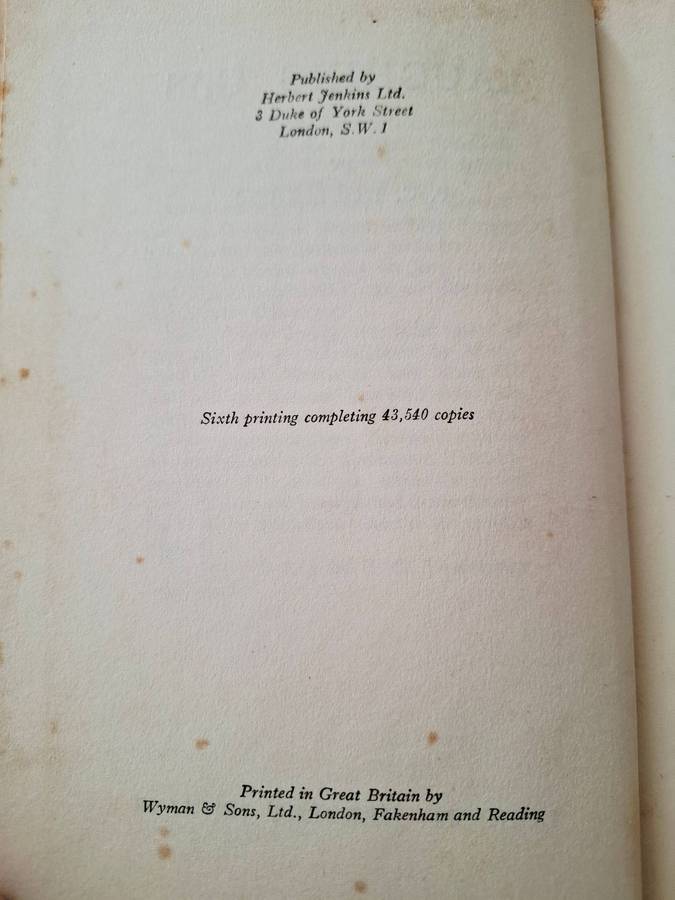 Published by
Herbert Jenkins Ltd.
3 Duke of York Street
London, S.W.1
Sixth printing completing 43,540 copies
Printed in Great Britain by
Wyman & Sons, Ltd., London, Fakenham and Reading